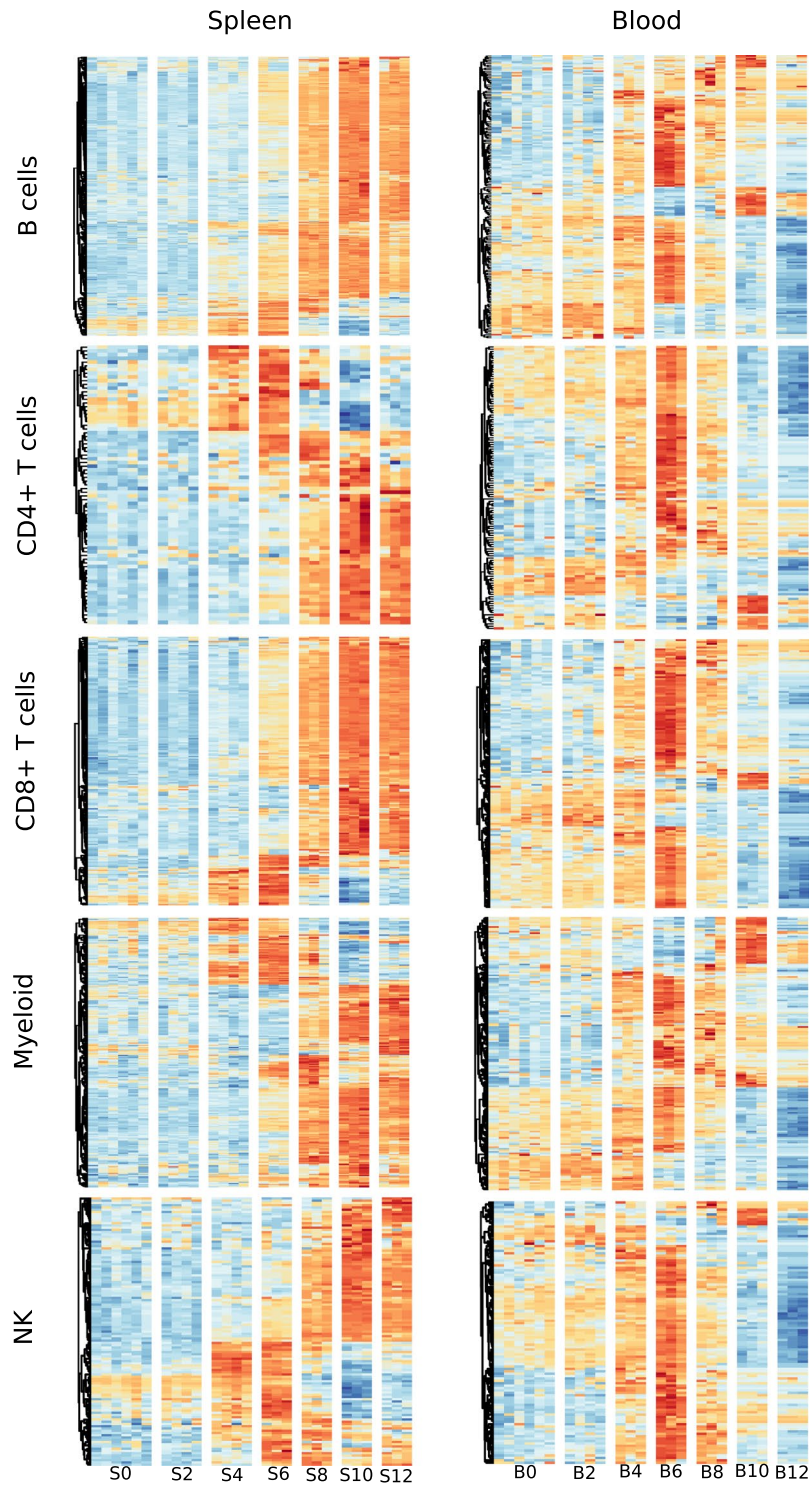 Spleen Blood
B cells
CD4+ T cells
CD8+ T cells
Myeloid
NK
S0 S2 S4 S6 S8 S10 S12 B0 B2 B4 B6 B8 B10 B12